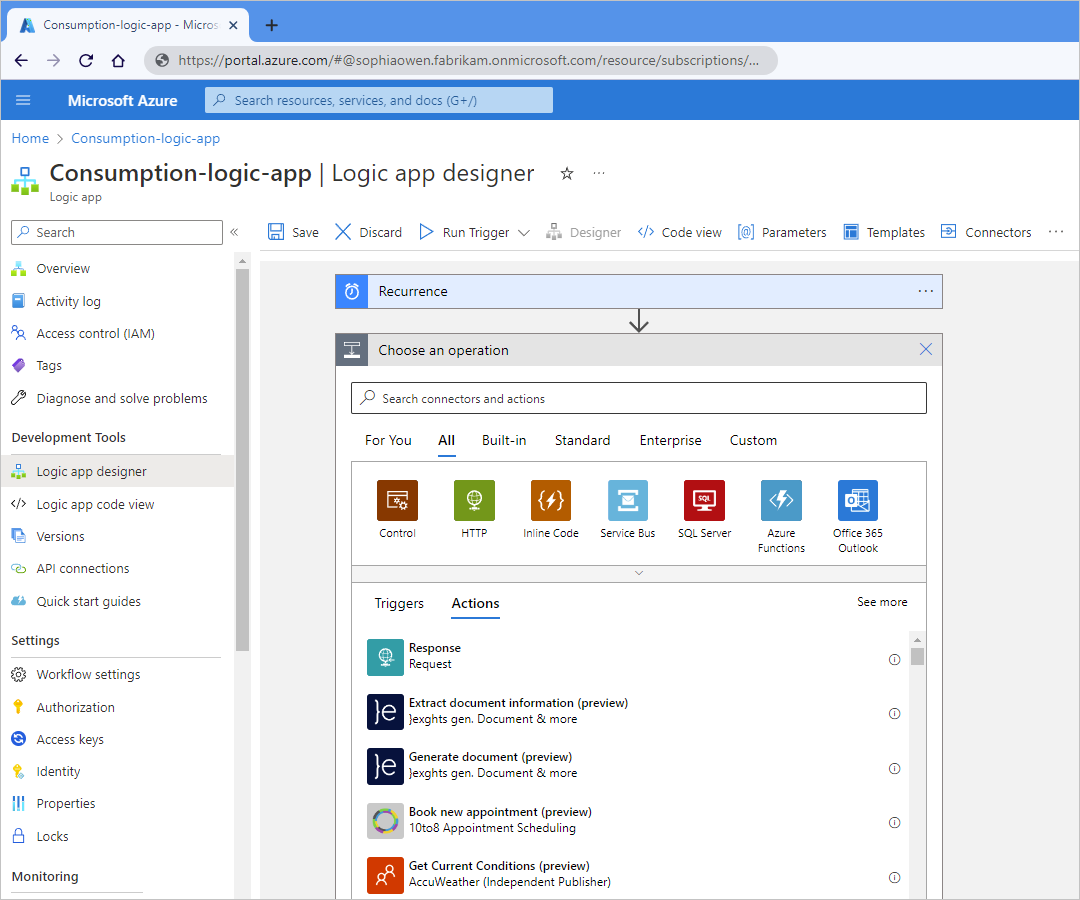 Consumption-logic-app - Micros
https://portal.azure.com/#@sophiaowen.fabrikam.onmicrosoft.com/resource/subscriptions/...
Microsoft Azure
Search resources, services, and docs (G+/)
Home > Consumption-logic-app
Consumption-logic-app | Logic app designer ...
Logic app
Search
«
Save
Discard
Run Trigger
Designer
Code view
Parameters
Templates
Connectors
...
Overview
Activity log
Access control (IAM)
Tags
Diagnose and solve problems
Development Tools
Logic app designer
Logic app code view
Versions
API connections
Quick start guides
Settings
Workflow settings
Authorization
Access keys
Identity
Properties
Locks
Monitoring
Recurrence
...
Choose an operation
Search connectors and actions
For You
All
Built-in
Standard
Enterprise
Custom
Control
HTTP
Inline Code
Service Bus
SQL
SQL Server
Azure
Functions
Office 365
Outlook
Triggers
Actions
See more
Response
Request
}e
Extract document information (preview)
}exghts gen. Document & more
}e
Generate document (preview)
}exghts gen. Document & more
Book new appointment (preview)
10to8 Appointment Scheduling
Get Current Conditions (preview)
AccuWeather (Independent Publisher)